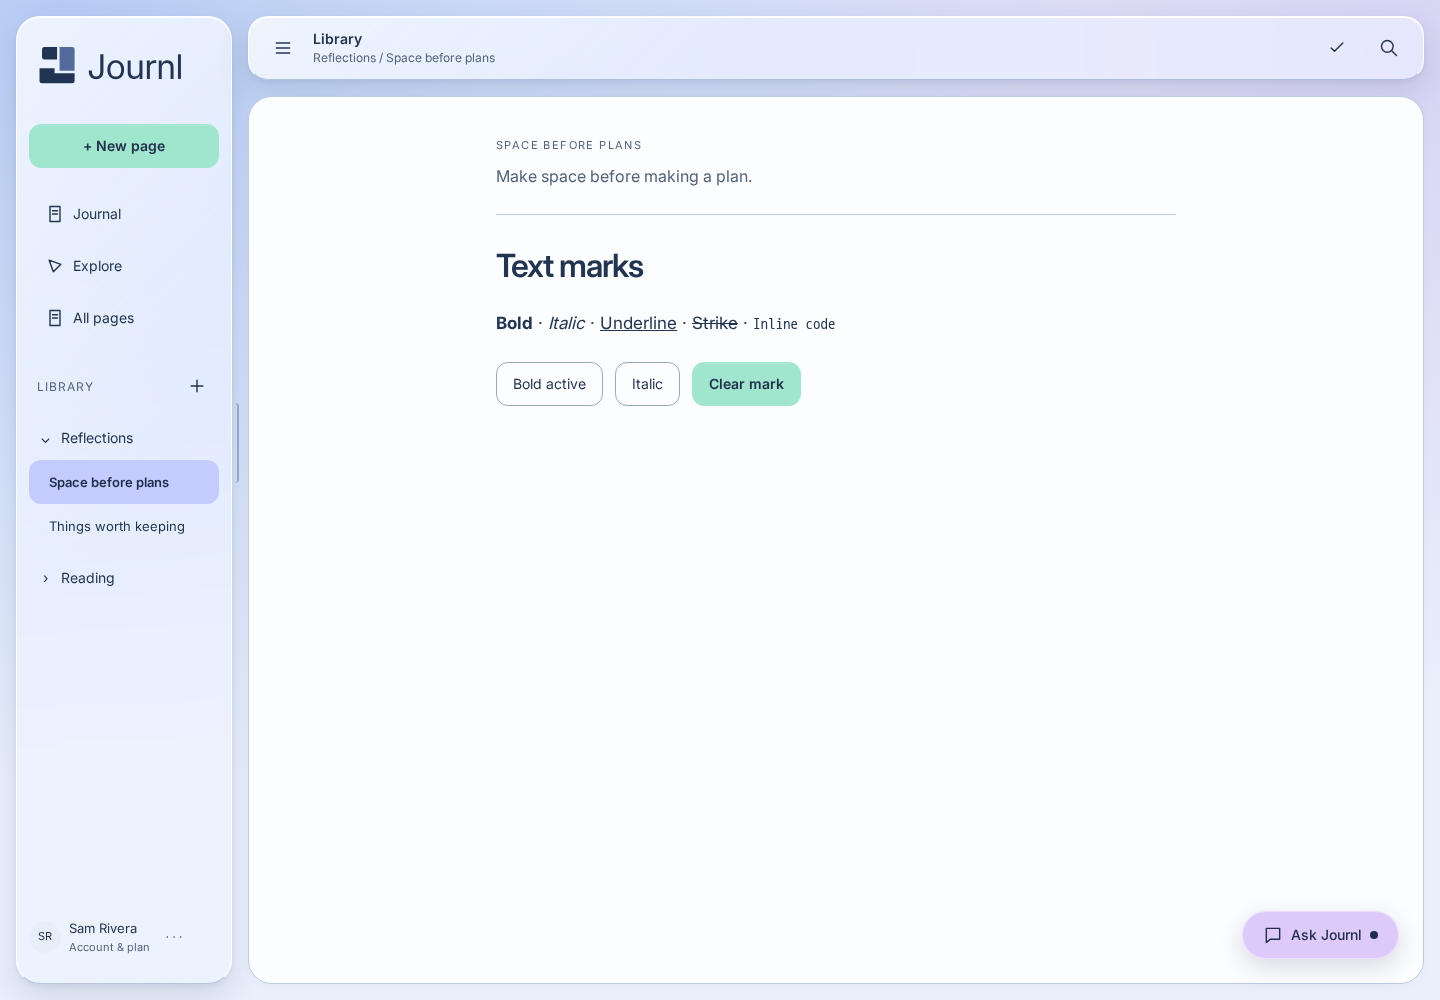 Journl
+ New page
Journal
Explore
All pages
LIBRARY
Reflections
Space before plans
Things worth keeping
Reading
SR
Sam Rivera
Account & plan
···
Library
Reflections / Space before plans
SPACE BEFORE PLANS
Make space before making a plan.
Text marks
Bold · Italic · Underline · Strike · Inline code
Bold active
Italic
Clear mark
Ask Journl